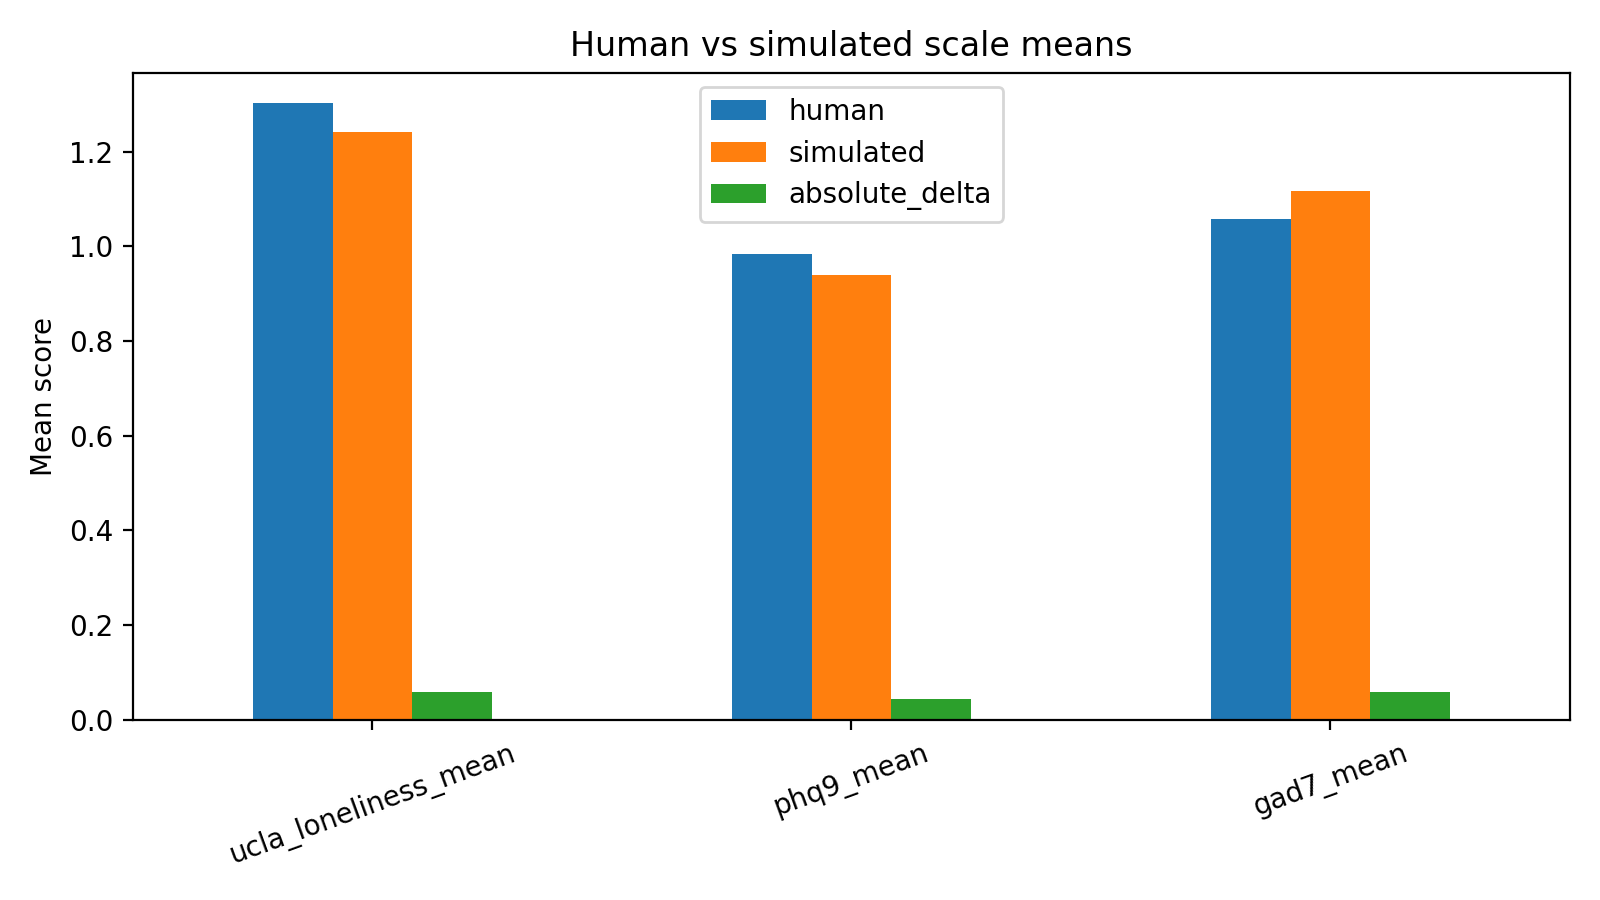 Human vs simulated scale means
human
simulated
absolute_delta
Mean score
1.2
1.0
0.8
0.6
0.4
0.2
0.0
ucla_loneliness_mean
phq9_mean
gad7_mean